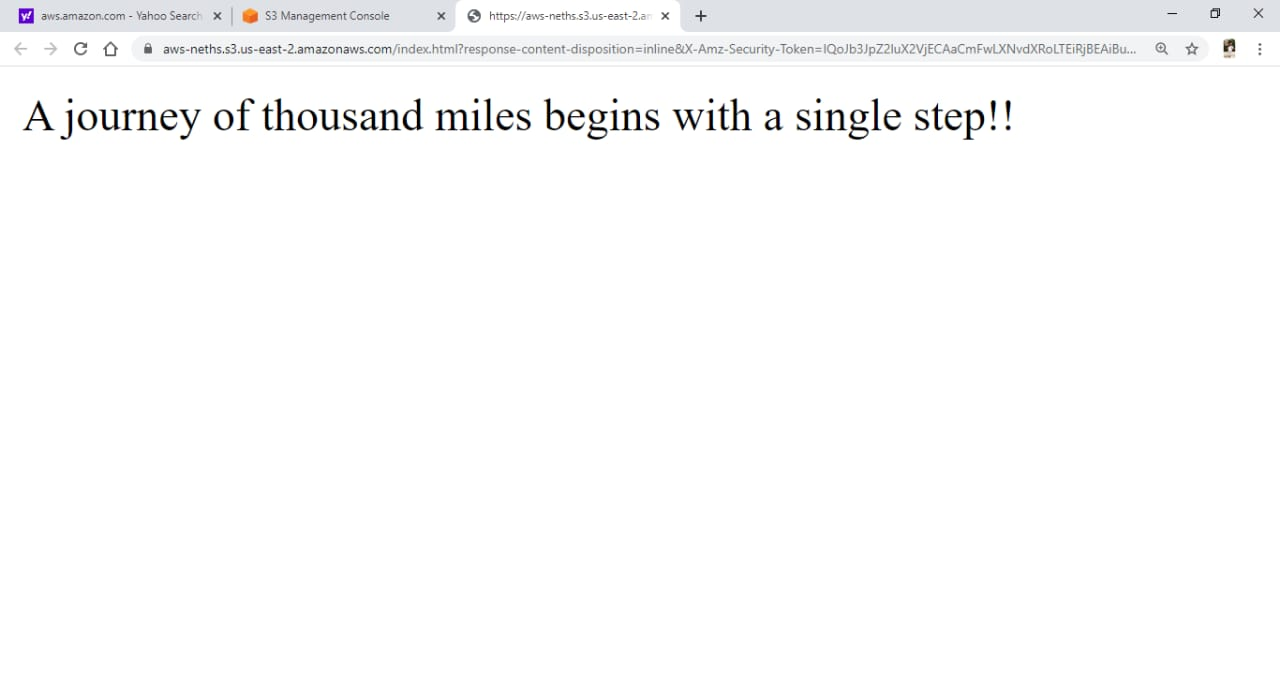 aws.amazon.com - Yahoo Search
S3 Management Console
https://aws-neths.s3.us-east-2.am
aws-neths.s3.us-east-2.amazonaws.com/index.html?response-content-disposition=inline&X-Amz-Security-Token=IQoJb3JpZ2luX2VjECAaCmFwLXNvdXRoLTEiRjBEAiBu...
A journey of thousand miles begins with a single step!!